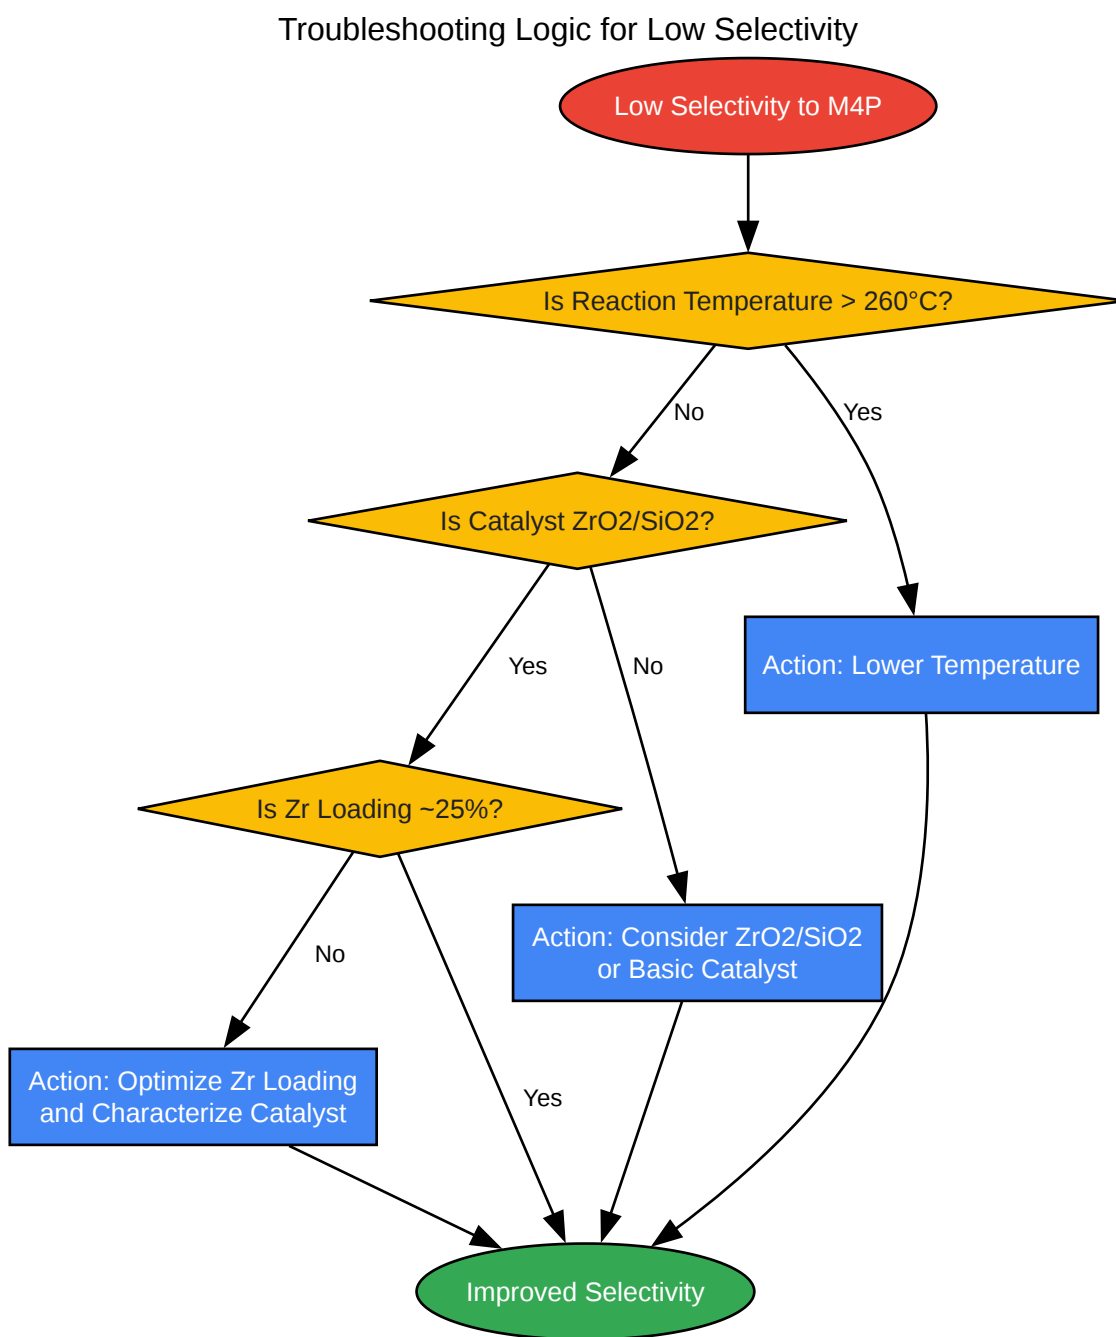 Troubleshooting Logic for Low Selectivity
Low Selectivity to M4P
Is Reaction Temperature > 260°C?
No
Yes
Is Catalyst ZrO2/SiO2?
Yes
No
Action: Lower Temperature
Is Zr Loading ~25%?
Action: Consider ZrO2/SiO2
or Basic Catalyst
No
Yes
Action: Optimize Zr Loading
and Characterize Catalyst
Improved Selectivity